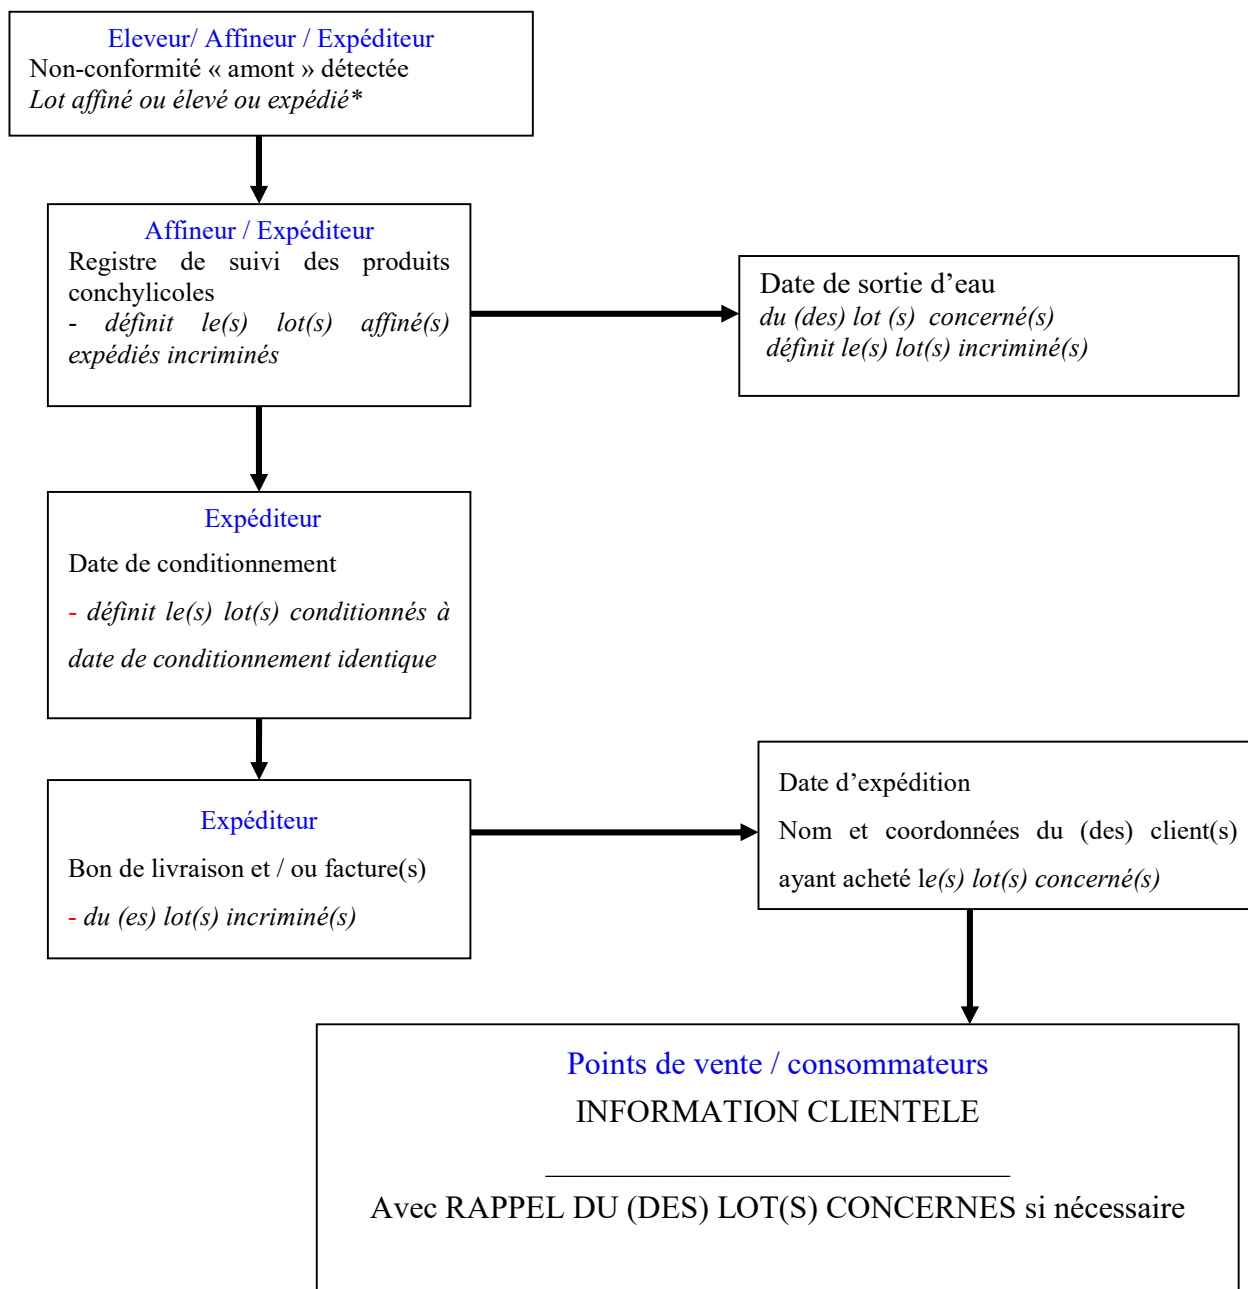 Eleveur/ Affineur / Expéditeur
Non-conformité « amont » détectée
Lot affiné ou élevé ou expédié*
Affineur / Expéditeur
Registre de suivi des produits
conchylicoles
- définit le(s) lot(s) affiné(s)
expédiés incriminés
Date de sortie d’eau
du (des) lot (s) concerné(s)
définit le(s) lot(s) incriminé(s)
Expéditeur
Date de conditionnement
- définit le(s) lot(s) conditionnés à
date de conditionnement identique
Expéditeur
Bon de livraison et / ou facture(s)
- du (es) lot(s) incriminé(s)
Date d’expédition
Nom et coordonnées du (des) client(s)
ayant acheté le(s) lot(s) concerné(s)
Points de vente / consommateurs
INFORMATION CLIENTELE
Avec RAPPEL DU (DES) LOT(S) CONCERNES si nécessaire